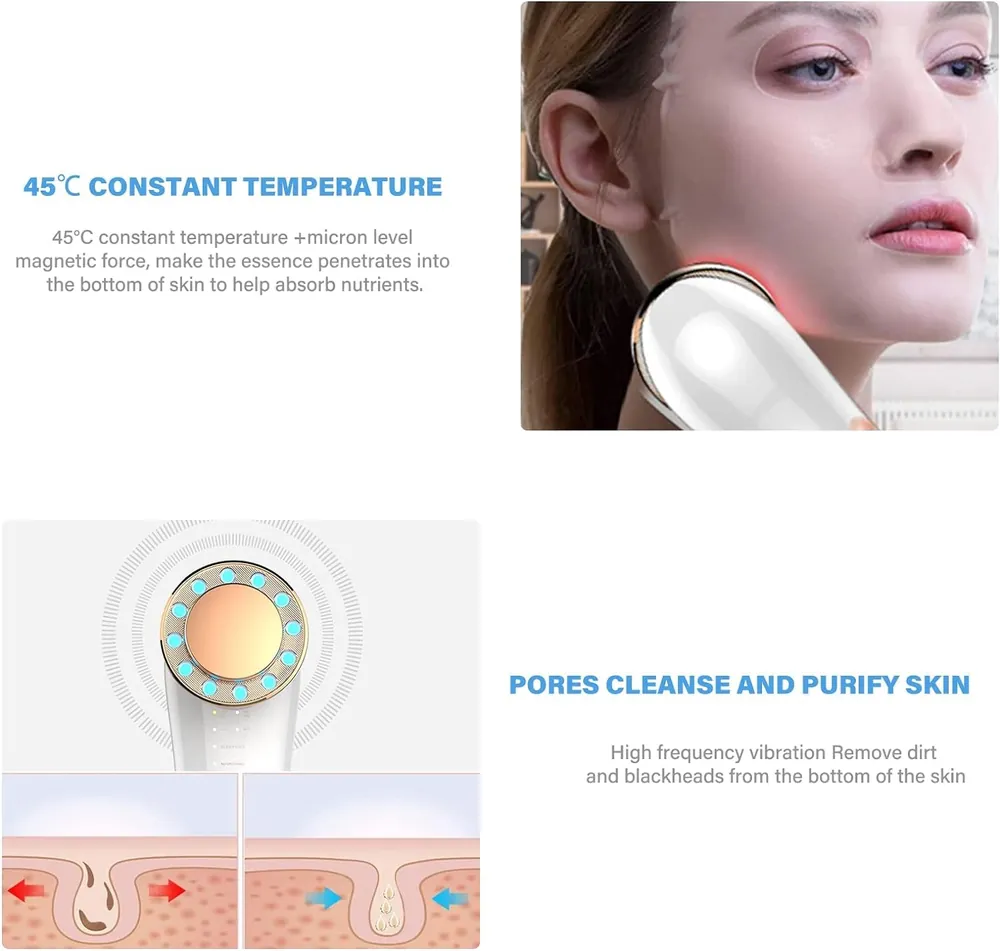 45℃ CONSTANT TEMPERATURE
45°C constant temperature +micron level
magnetic force, make the essence penetrates into
the bottom of skin to help absorb nutrients.
PORES CLEANSE AND PURIFY SKIN
High frequency vibration Remove dirt
and blackheads from the bottom of the skin